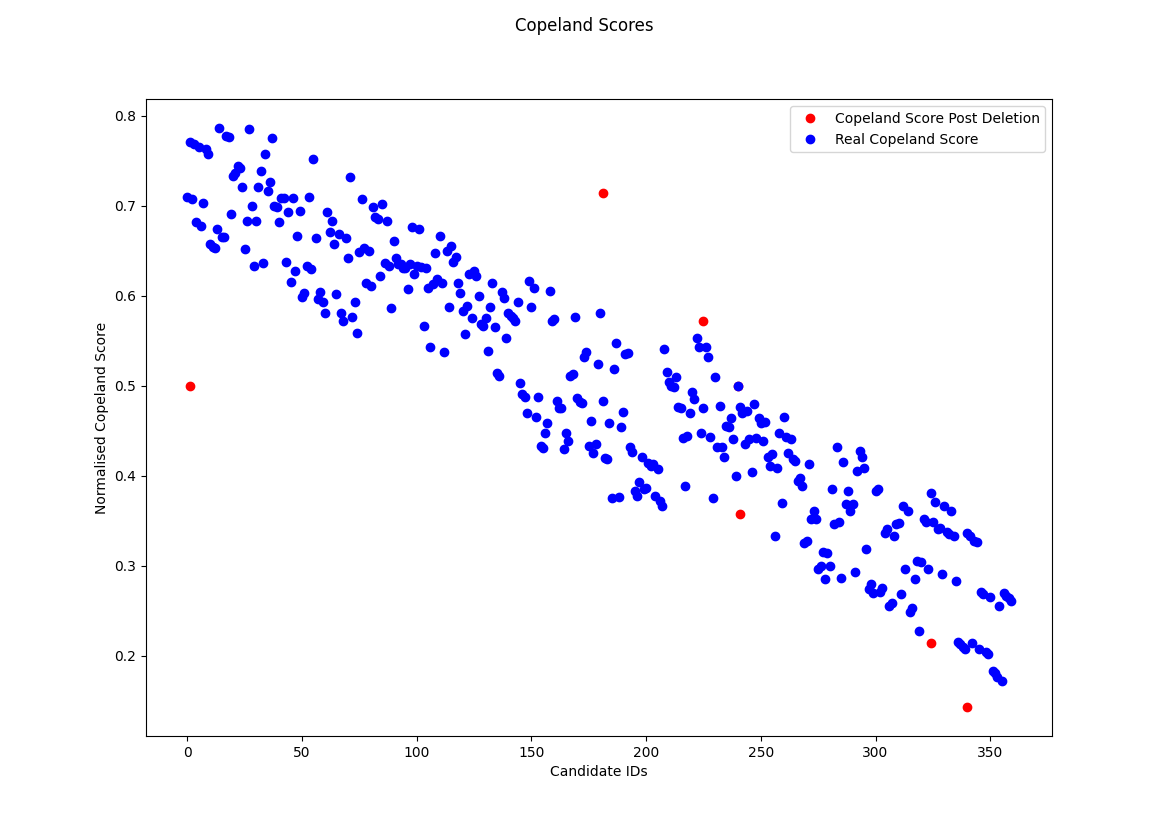 Copeland Scores
Copeland Score Post Deletion
Real Copeland Score
0.8
0.7
0.6
0.5
0.4
0.3
0.2
Normalised Copeland Score
0 50 100 150 200 250 300 350
Candidate IDs